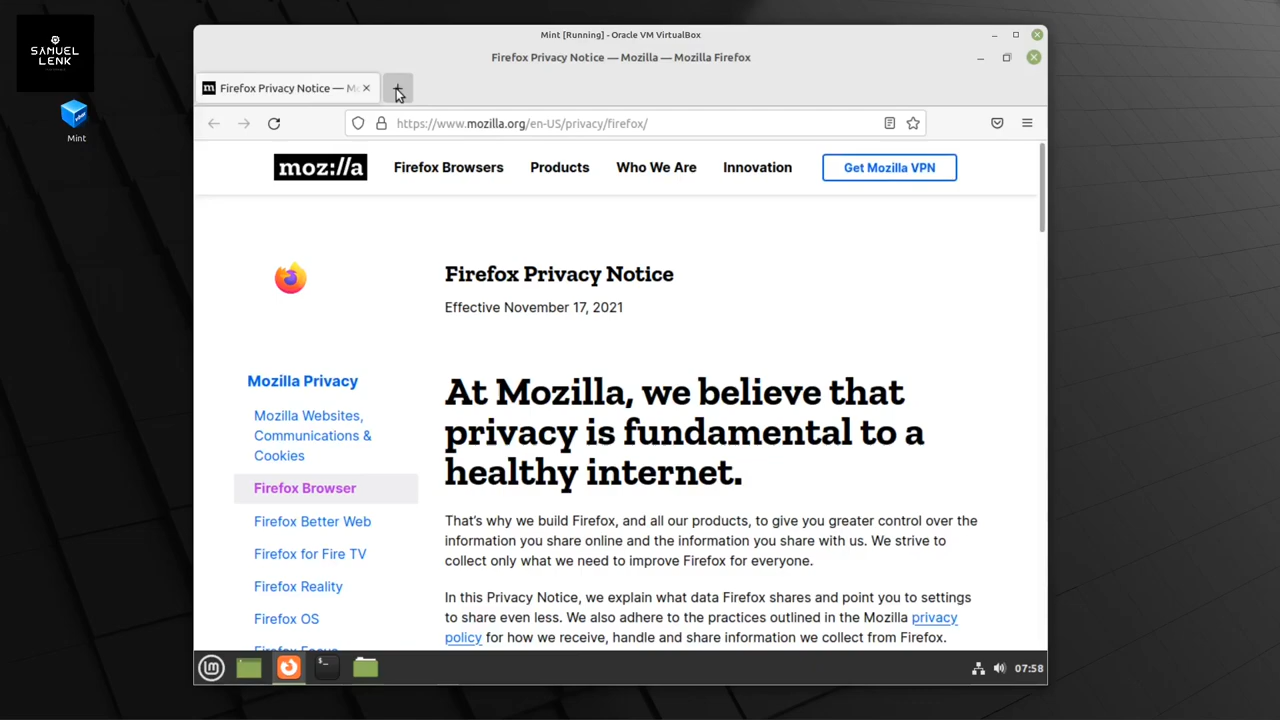 SAMUEL
LENK
Mint
Mint [Running] - Oracle VM VirtualBox
Firefox Privacy Notice — Mozilla — Mozilla Firefox
Firefox Privacy Notice — Mo
https://www.mozilla.org/en-US/privacy/firefox/
moz://a
Firefox Browsers
Products
Who We Are
Innovation
Get Mozilla VPN
Firefox Privacy Notice
Effective November 17, 2021
Mozilla Privacy
Mozilla Websites,
Communications &
Cookies
Firefox Browser
Firefox Better Web
Firefox for Fire TV
Firefox Reality
Firefox OS
Firefox Focus
At Mozilla, we believe that
privacy is fundamental to a
healthy internet.
That’s why we build Firefox, and all our products, to give you greater control over the
information you share online and the information you share with us. We strive to
collect only what we need to improve Firefox for everyone.
In this Privacy Notice, we explain what data Firefox shares and point you to settings
to share even less. We also adhere to the practices outlined in the Mozilla privacy
policy for how we receive, handle and share information we collect from Firefox.
07:58